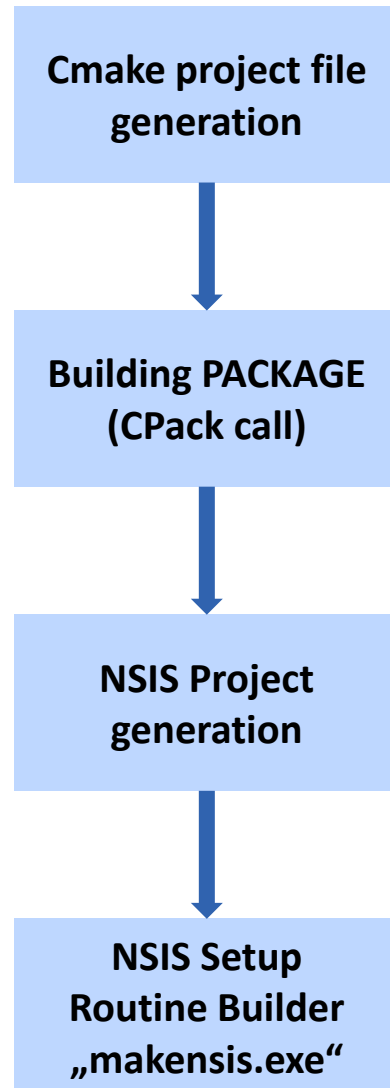 Cmake project file
generation
Building PACKAGE
(CPack call)
NSIS Project
generation
NSIS Setup
Routine Builder
„makensis.exe“